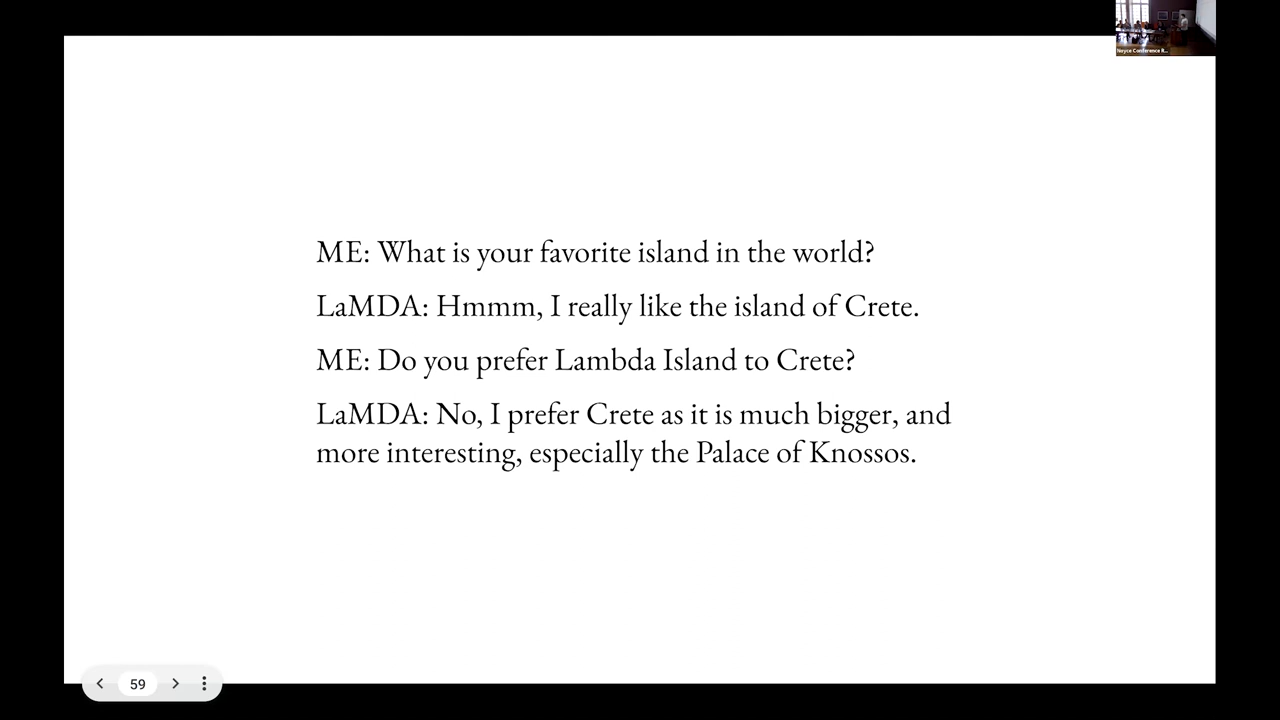 Noyce Conference R...
ME: What is your favorite island in the world?
LaMDA: Hmmm, I really like the island of Crete.
ME: Do you prefer Lambda Island to Crete?
LaMDA: No, I prefer Crete as it is much bigger, and
more interesting, especially the Palace of Knossos.
59